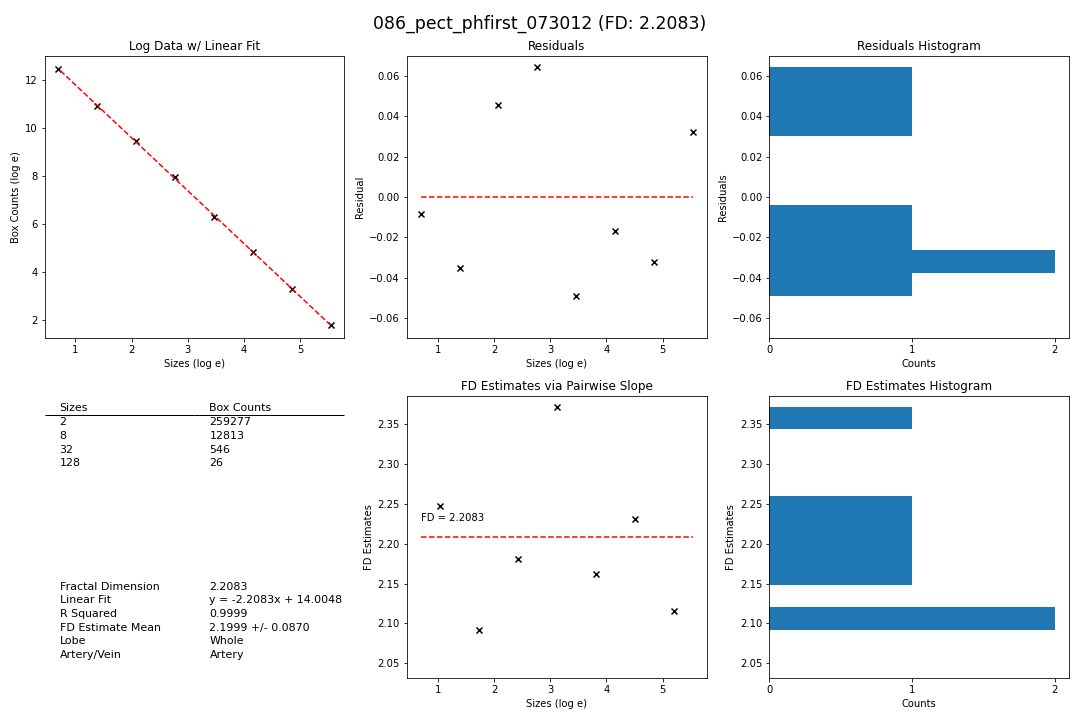 086_pect_phfirst_073012 (FD: 2.2083)
Log Data w/ Linear Fit
12
10
8
6
4
2
Box Counts (log e)
1 2 3 4 5
Sizes (log e)
Residuals
0.06
0.04
0.02
0.00
−0.02
−0.04
−0.06
Residual
1 2 3 4 5
Sizes (log e)
Residuals Histogram
0.06
0.04
0.02
0.00
−0.02
−0.04
−0.06
Residuals
0 1 2
Counts
Sizes Box Counts
2 259277
8 12813
32 546
128 26
Fractal Dimension 2.2083
Linear Fit y = -2.2083x + 14.0048
R Squared 0.9999
FD Estimate Mean 2.1999 +/- 0.0870
Lobe Whole
Artery/Vein Artery
FD Estimates via Pairwise Slope
2.35
2.30
2.25
2.20
2.15
2.10
2.05
FD Estimates
FD = 2.2083
1 2 3 4 5
Sizes (log e)
FD Estimates Histogram
2.35
2.30
2.25
2.20
2.15
2.10
2.05
FD Estimates
0 1 2
Counts